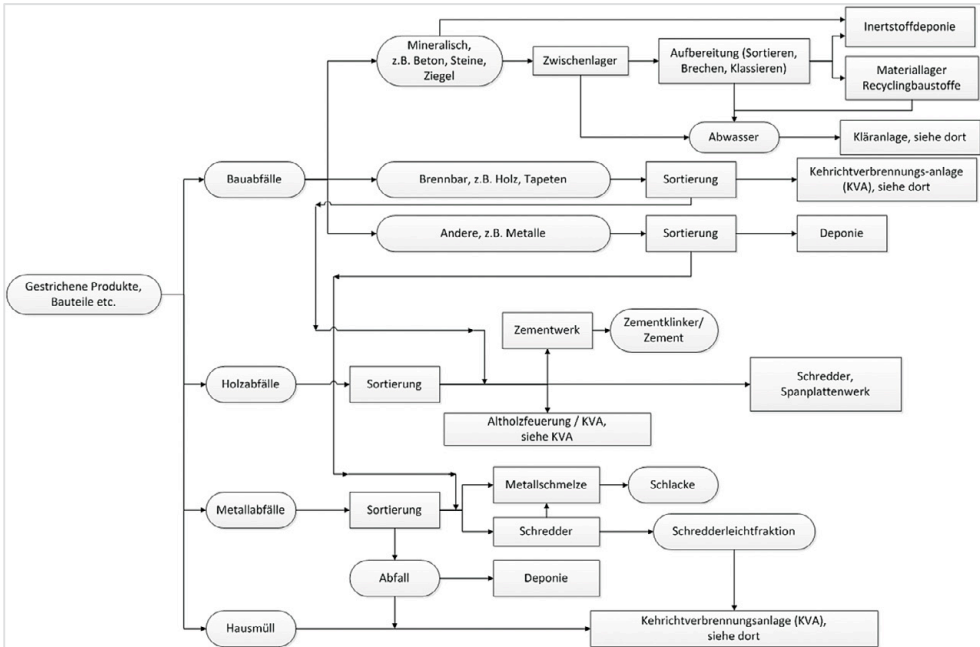 Mineralisch,
z.B. Beton, Steine,
Ziegel
Zwischenlager
Aufbereitung (Sortieren,
Brechen, Klassieren)
Inertstoffdeponie
Materiallager
Recyclingbaustoffe
Abwasser
Kläranlage, siehe dort
Bauabfälle
Brennbar, z.B. Holz, Tapeten
Sortierung
Kehrichtverbrennungs-anlage
(KVA), siehe dort
Andere, z.B. Metalle
Sortierung
Deponie
Gestrichene Produkte,
Bauteile etc.
Zementwerk
Zementklinker/
Zement
Holzabfälle
Sortierung
Schredder,
Spanplattenwerk
Altholzfeuerung / KVA,
siehe KVA
Metallabfälle
Sortierung
Metallschmelze
Schlacke
Schredder
Schredderleichtfraktion
Abfall
Deponie
Hausmüll
Kehrichtverbrennungsanlage (KVA),
siehe dort